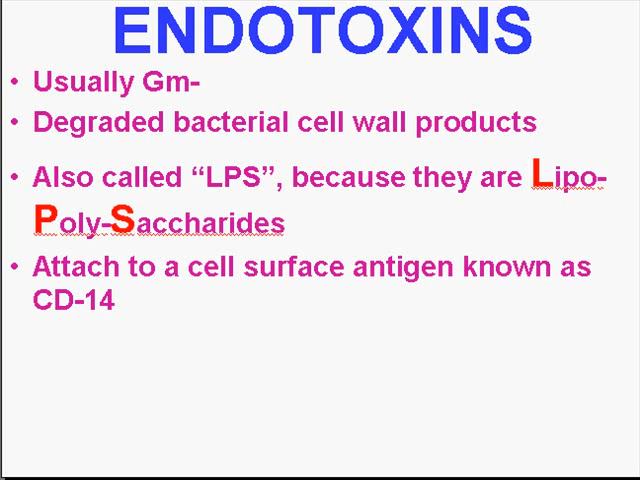 ENDOTOXINS
• Usually Gm-
• Degraded bacterial cell wall products
• Also called “LPS”, because they are Lipo-
Poly-Saccharides
• Attach to a cell surface antigen known as
CD-14